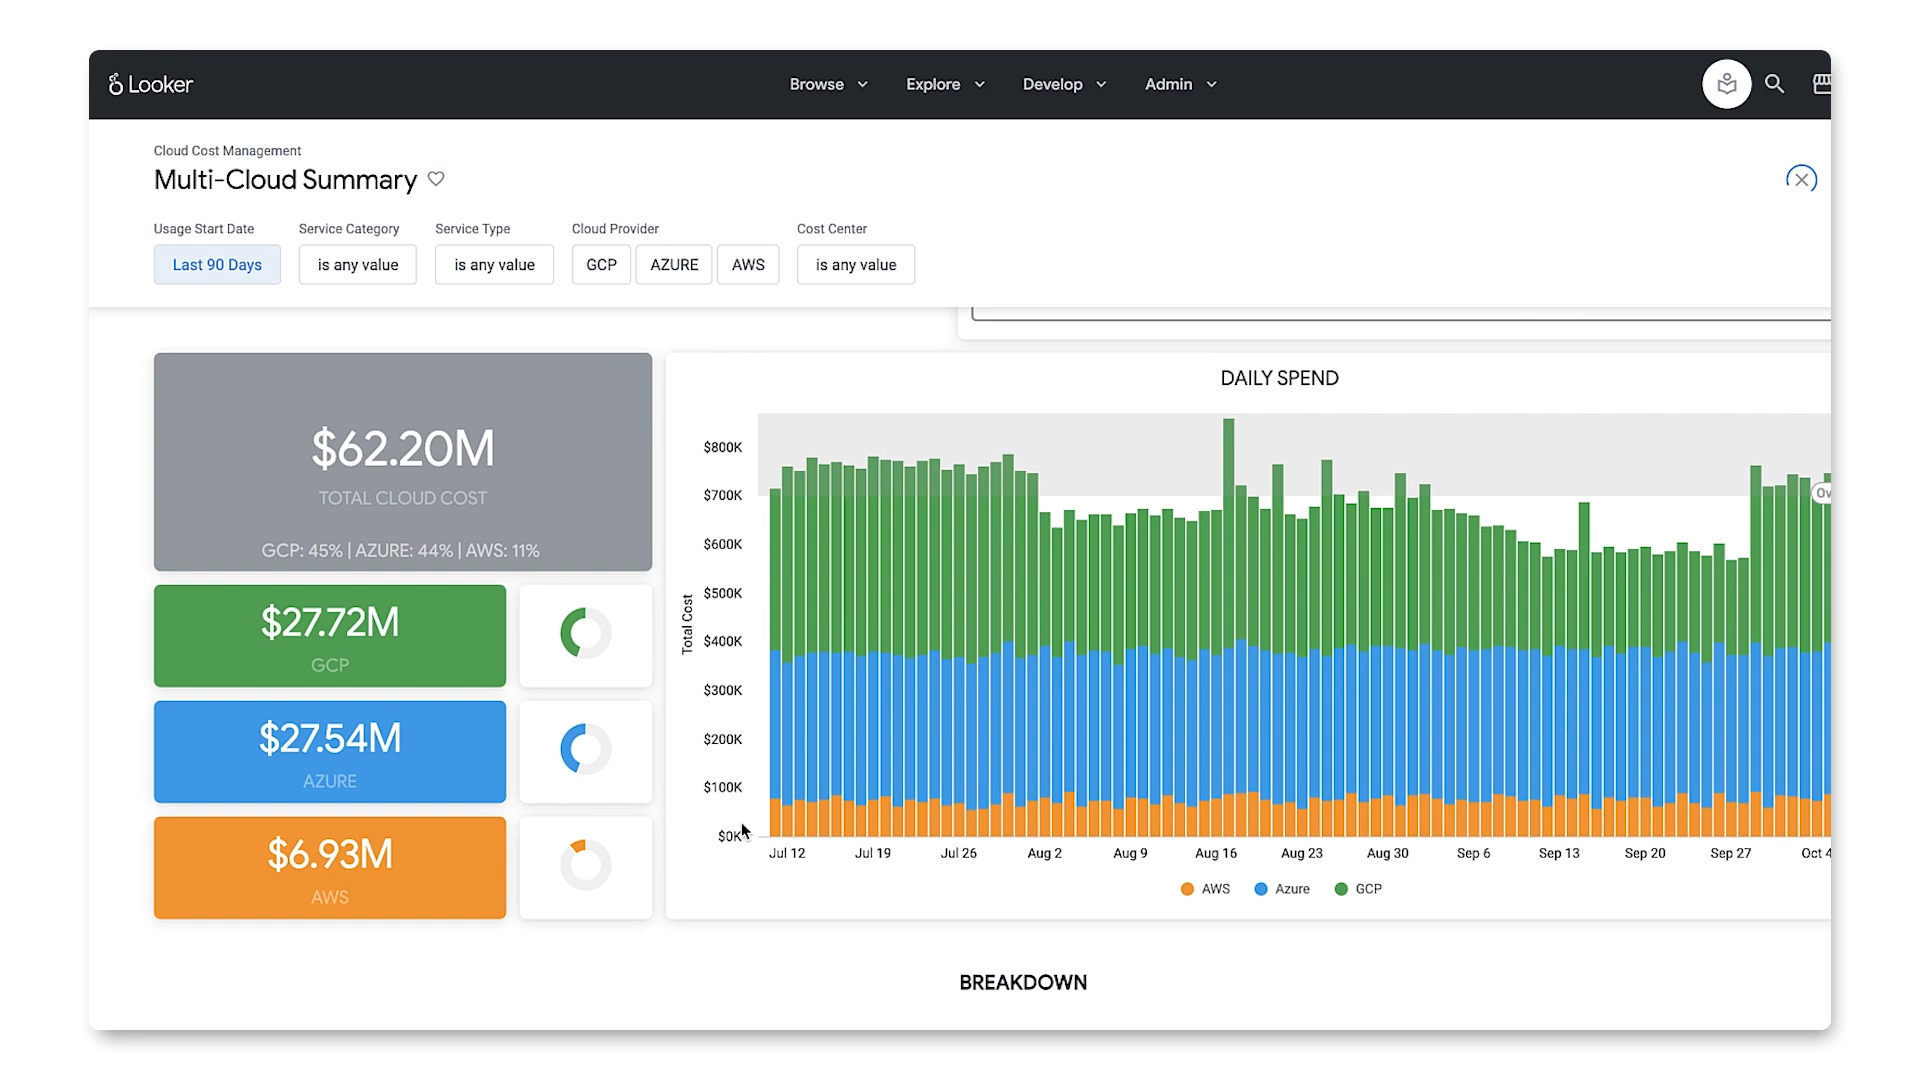 Looker
Browse Explore Develop Admin
Cloud Cost Management
Multi-Cloud Summary
Usage Start Date Service Category Service Type Cloud Provider Cost Center
Last 90 Days is any value is any value GCP AZURE AWS is any value
$62.20M
TOTAL CLOUD COST
GCP: 45% | AZURE: 44% | AWS: 11%
$27.72M
GCP
$27.54M
AZURE
$6.93M
AWS
DAILY SPEND
Total Cost
$800K
$700K
$600K
$500K
$400K
$300K
$200K
$100K
$0K
Jul 12 Jul 19 Jul 26 Aug 2 Aug 9 Aug 16 Aug 23 Aug 30 Sep 6 Sep 13 Sep 20 Sep 27 Oct 4
AWS Azure GCP
BREAKDOWN